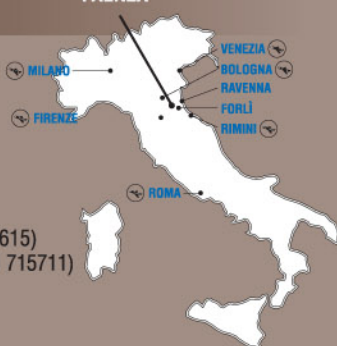 VENEZIA
BOLOGNA
MILANO
RAVENNA
FORLÌ
FIRENZE
RIMINI
ROMA
615)
715711)